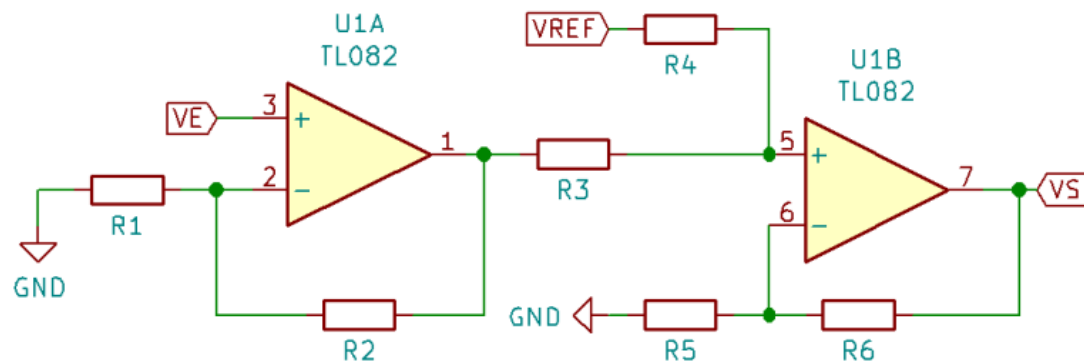 U1A
TL082
VREF
R4
U1B
TL082
VE
3
+
1
5
+
2
−
R1
R3
7
VS
6
−
GND
R2
GND
R5
R6